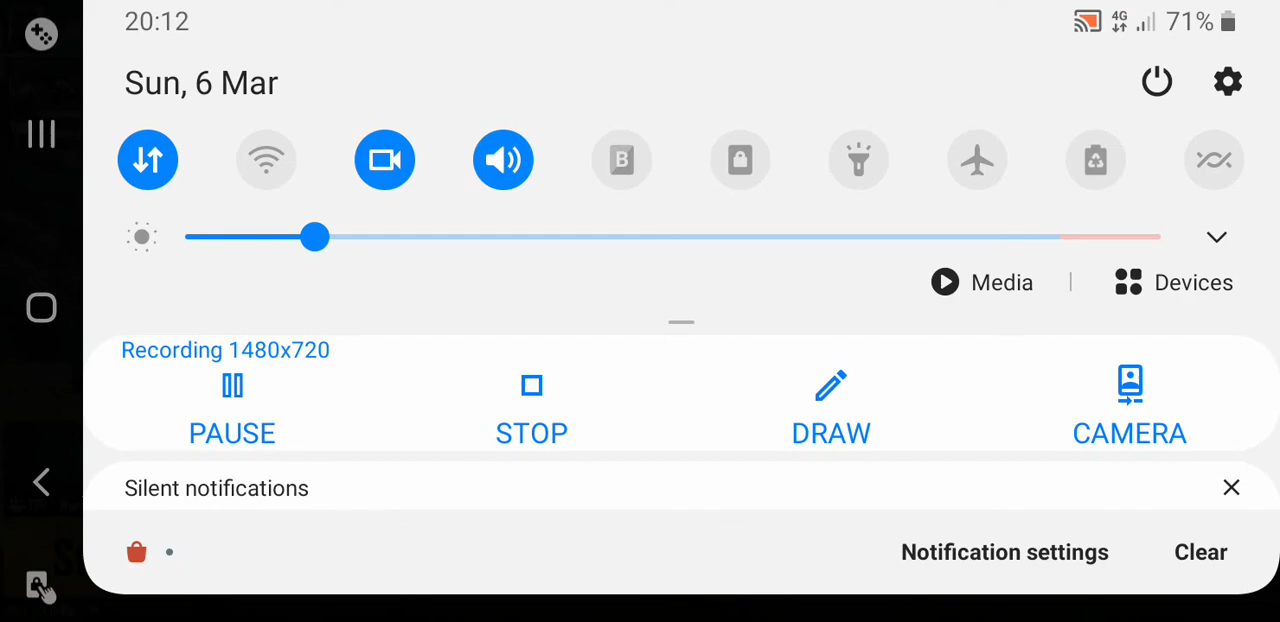 20:12
4G 71%
Sun, 6 Mar
B
Media | Devices
Recording 1480x720
PAUSE STOP DRAW CAMERA
Silent notifications
Notification settings Clear